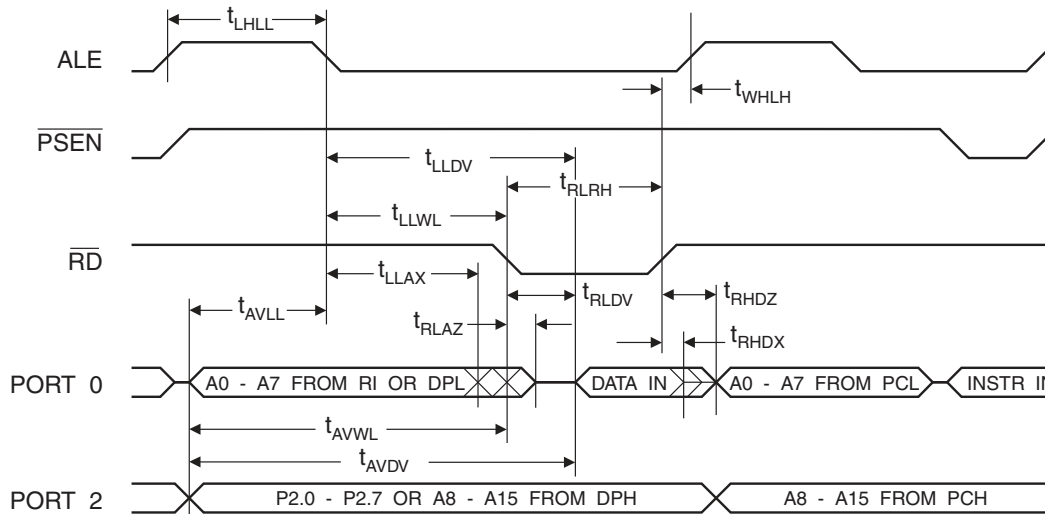 tLHLL
ALE
tWHLH
PSEN
tLLDV
tRLRH
tLLWL
RD
tLLAX
tRLDV
tRHDZ
tAVLL
tRLAZ
tRHDX
PORT 0 A0 - A7 FROM RI OR DPL DATA IN A0 - A7 FROM PCL INSTR IN
tAVWL
tAVDV
PORT 2 P2.0 - P2.7 OR A8 - A15 FROM DPH A8 - A15 FROM PCH